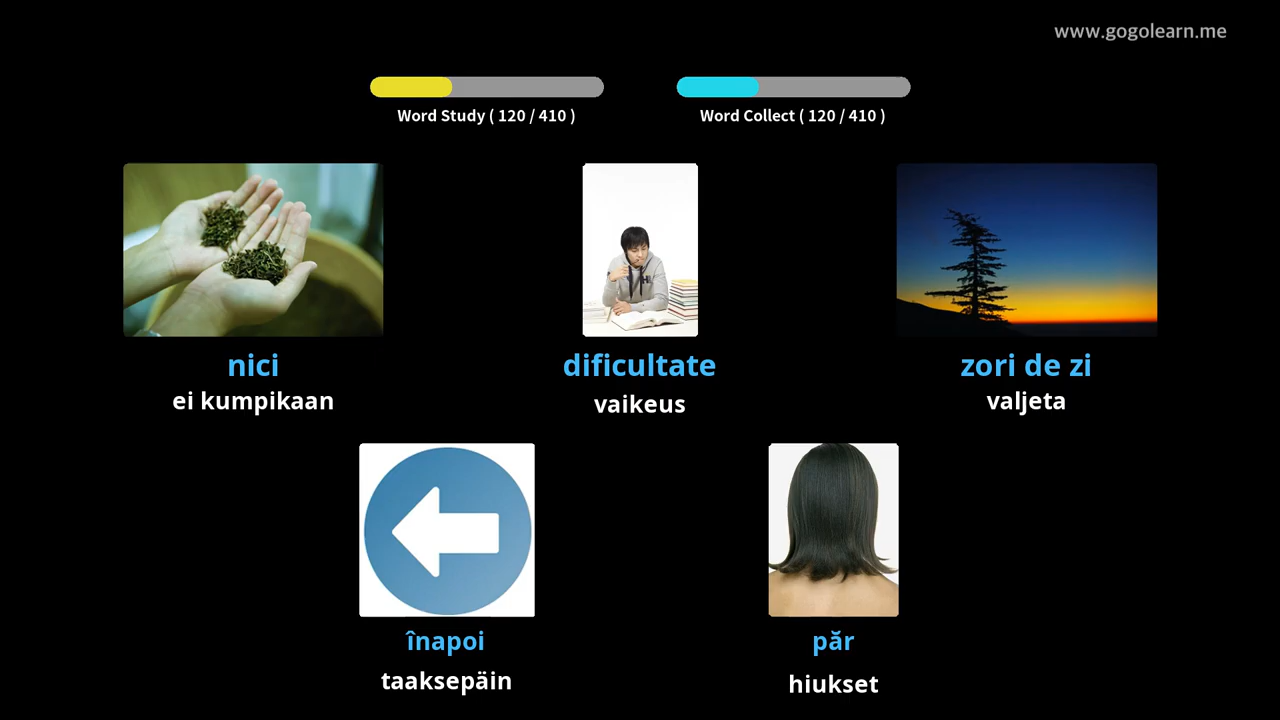 www.gogolearn.me
Word Study ( 120 / 410 )
Word Collect ( 120 / 410 )
nici
ei kumpikaan
dificultate
vaikeus
zori de zi
valjeta
înapoi
taaksepäin
păr
hiukset